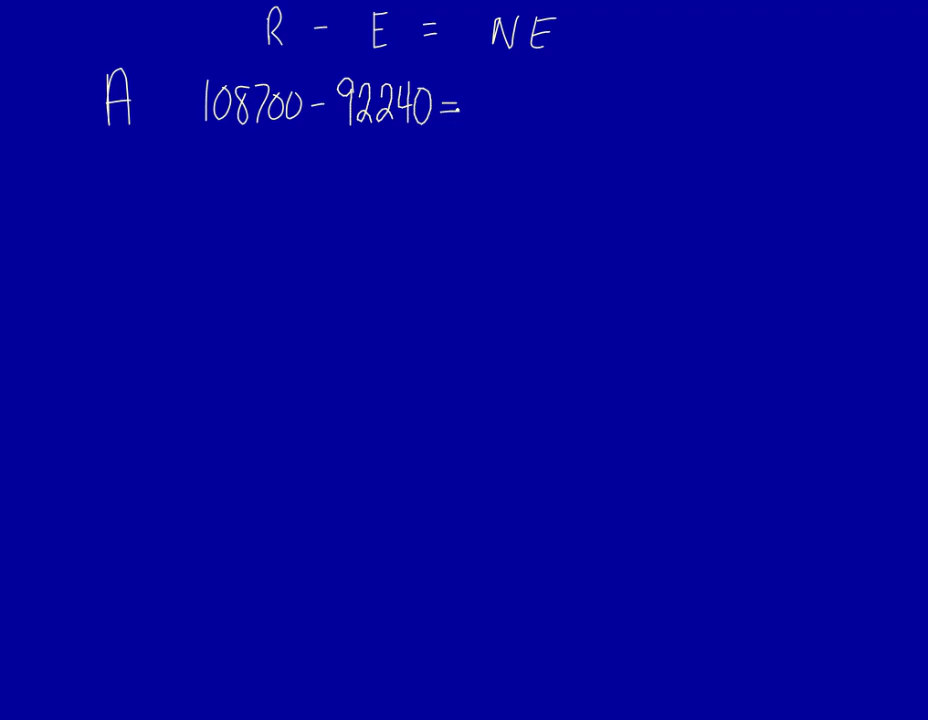 R - E = NE
A 108700 - 92240 =